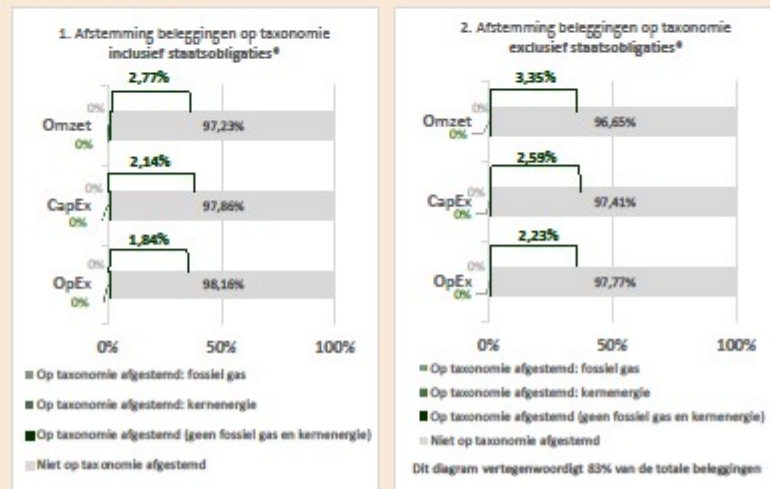 1. Afstemming beleggingen op taxonomie
inclusief staatsobligaties*
2,77%
0%
Omzet
97,23%
0%
2,14%
0%
CapEx
97,86%
0%
1,84%
0%
OpEx
98,16%
0%
0% 50% 100%
Op taxonomie afgestemd: fossiel gas
Op taxonomie afgestemd: kernenergie
Op taxonomie afgestemd (geen fossiel gas en kernenergie)
Niet op taxonomie afgestemd
2. Afstemming beleggingen op taxonomie
exclusief staatsobligaties*
3,35%
0%
Omzet
96,65%
0%
2,59%
0%
CapEx
97,41%
0%
2,23%
0%
OpEx
97,77%
0%
0% 50% 100%
Op taxonomie afgestemd: fossiel gas
Op taxonomie afgestemd: kernenergie
Op taxonomie afgestemd (geen fossiel gas en kernenergie)
Niet op taxonomie afgestemd
Dit diagram vertegenwoordigt 83% van de totale beleggingen